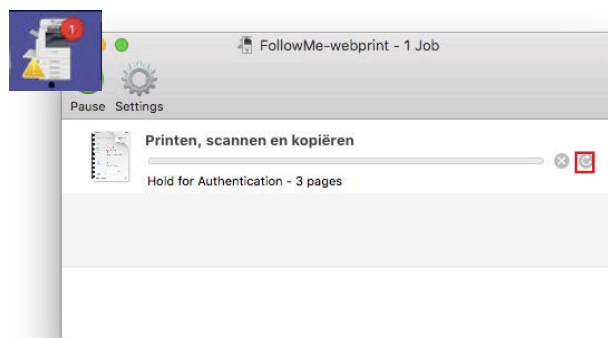 1
FollowMe-webprint - 1 Job
Pause Settings
Printen, scannen en kopiëren
Hold for Authentication - 3 pages